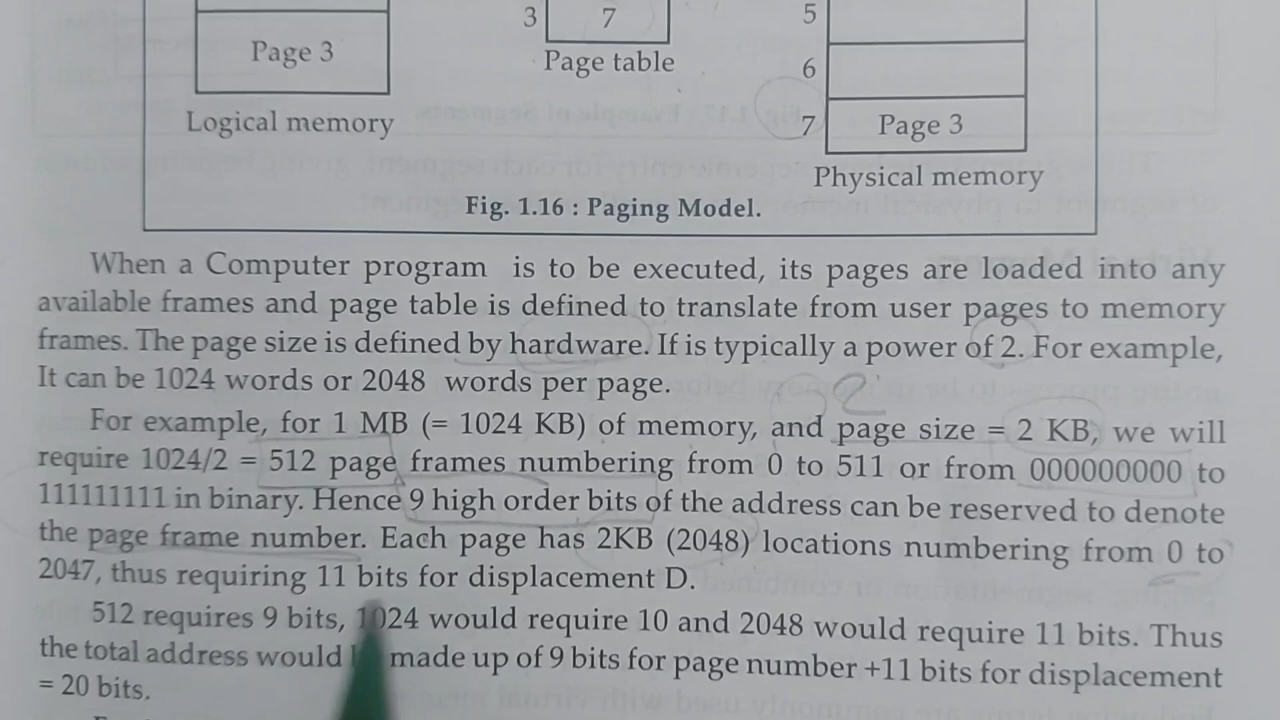 3 7
5
Page 3
Page table
6
Logical memory
7 Page 3
Physical memory
Fig. 1.16 : Paging Model.
When a Computer program is to be executed, its pages are loaded into any
available frames and page table is defined to translate from user pages to memory
frames. The page size is defined by hardware. If is typically a power of 2. For example,
It can be 1024 words or 2048 words per page.
For example, for 1 MB (= 1024 KB) of memory, and page size = 2 KB, we will
require 1024/2 = 512 page frames numbering from 0 to 511 or from 000000000 to
111111111 in binary. Hence 9 high order bits of the address can be reserved to denote
the page frame number. Each page has 2KB (2048) locations numbering from 0 to
2047, thus requiring 11 bits for displacement D.
512 requires 9 bits, 1024 would require 10 and 2048 would require 11 bits. Thus
the total address would made up of 9 bits for page number +11 bits for displacement
= 20 bits.